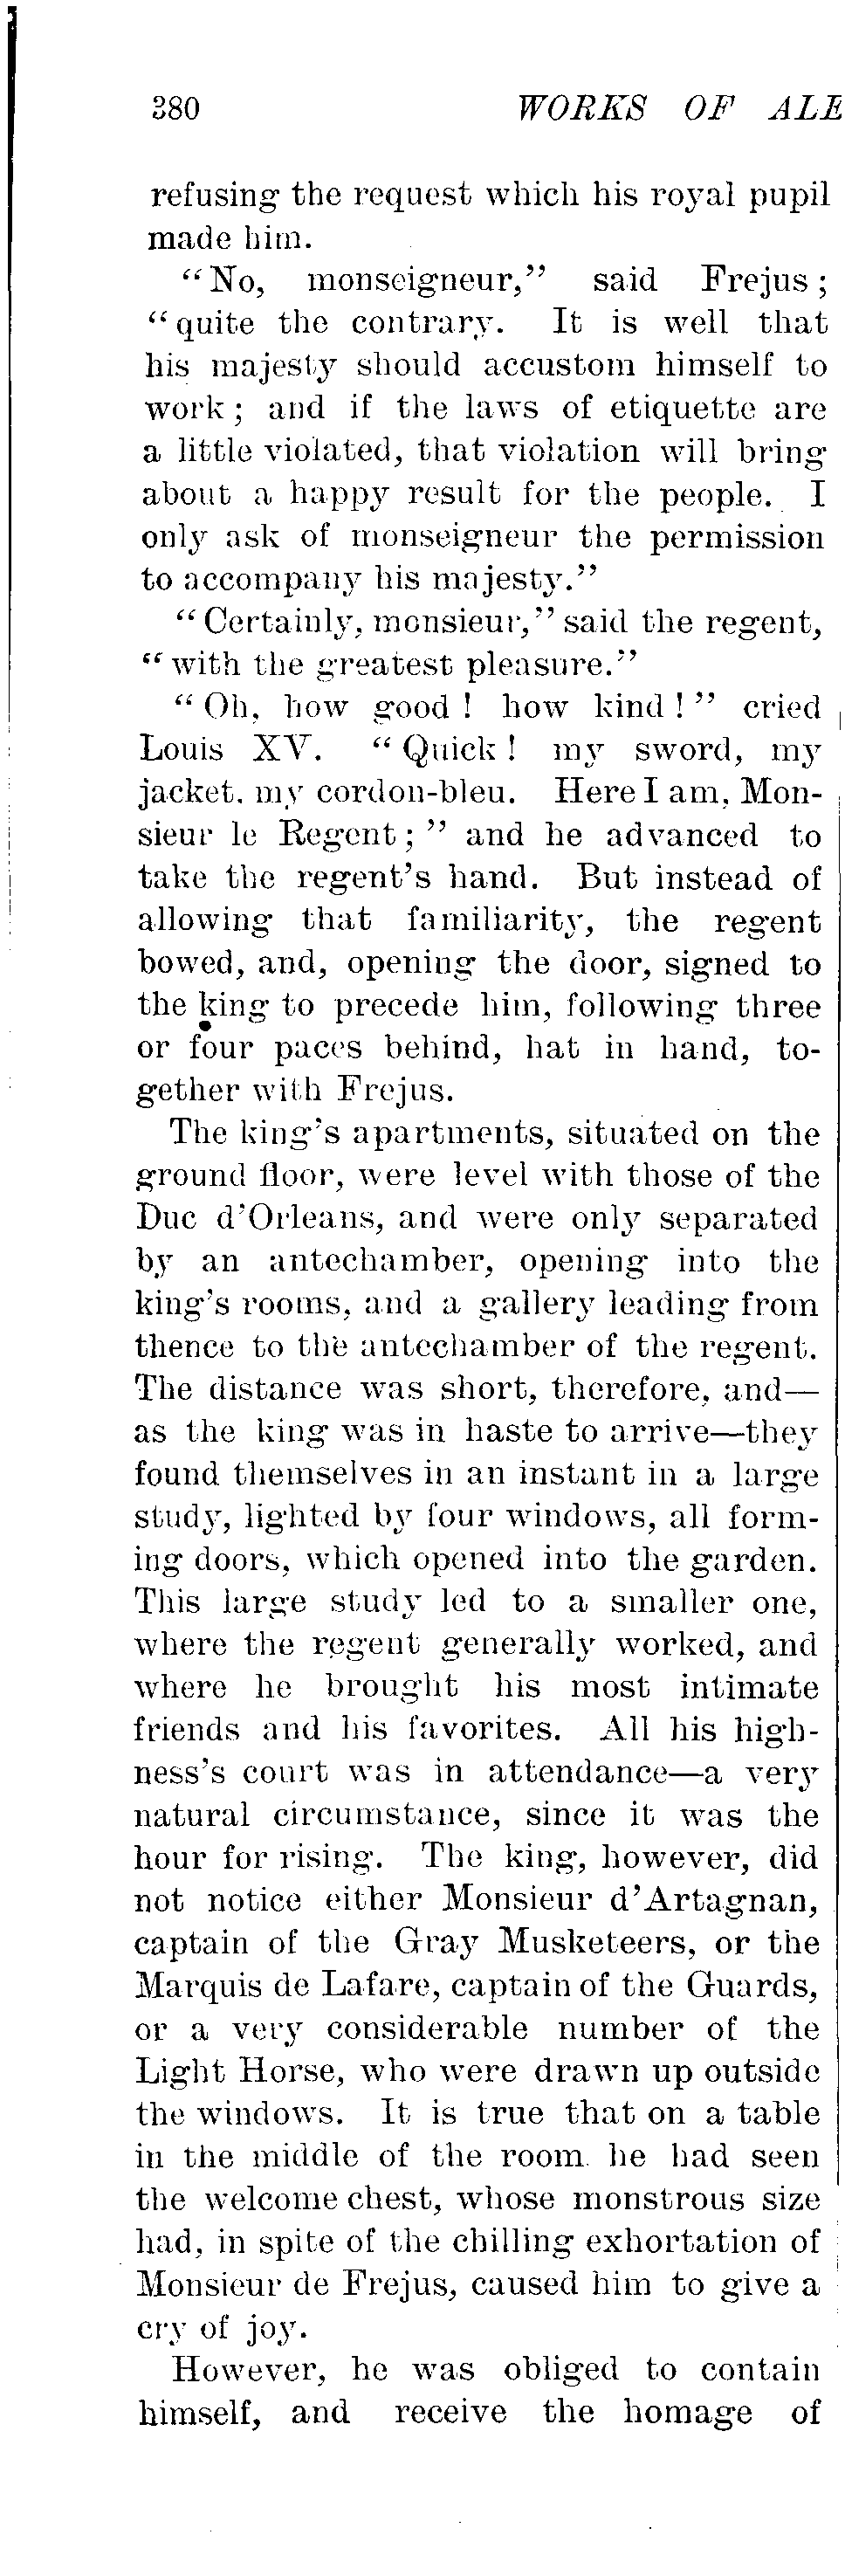 380 WORKS OF ALE
refusing the request which his royal pupil
made him.
“No, monseigneur,” said Frejus;
“quite the contrary. It is well that
his majesty should accustom himself to
work; and if the laws of etiquette are
a little violated, that violation will bring
about a happy result for the people. I
only ask of monseigneur the permission
to accompany his majesty.”
“Certainly, monsieur,” said the regent,
“with the greatest pleasure.”
“Oh, how good! how kind!” cried
Louis XV. “Quick! my sword, my
jacket, my cordon-bleu. Here I am, Mon-
sieur le Regent;” and he advanced to
take the regent’s hand. But instead of
allowing that familiarity, the regent
bowed, and, opening the door, signed to
the king to precede him, following three
or four paces behind, hat in hand, to-
gether with Frejus.
The king’s apartments, situated on the
ground floor, were level with those of the
Duc d’Orleans, and were only separated
by an antechamber, opening into the
king’s rooms, and a gallery leading from
thence to the antechamber of the regent.
The distance was short, therefore, and—
as the king was in haste to arrive—they
found themselves in an instant in a large
study, lighted by four windows, all form-
ing doors, which opened into the garden.
This large study led to a smaller one,
where the regent generally worked, and
where he brought his most intimate
friends and his favorites. All his high-
ness’s court was in attendance—a very
natural circumstance, since it was the
hour for rising. The king, however, did
not notice either Monsieur d’Artagnan,
captain of the Gray Musketeers, or the
Marquis de Lafare, captain of the Guards,
or a very considerable number of the
Light Horse, who were drawn up outside
the windows. It is true that on a table
in the middle of the room he had seen
the welcome chest, whose monstrous size
had, in spite of the chilling exhortation of
Monsieur de Frejus, caused him to give a
cry of joy.
However, he was obliged to contain
himself, and receive the homage of